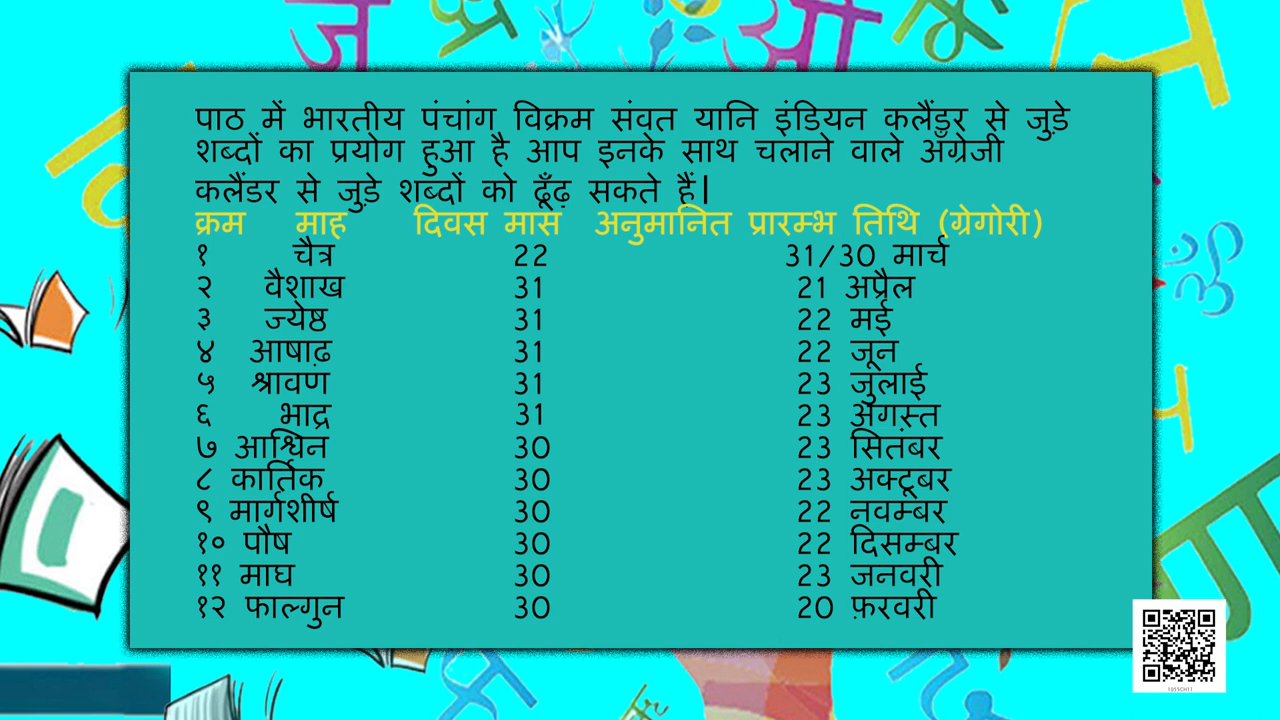 पाठ में भारतीय पंचांग विक्रम संवत यानि इंडियन कलैंडर से जुड़े
शब्दों का प्रयोग हुआ है आप इनके साथ चलाने वाले अँग्रेजी
कलैंडर से जुड़े शब्दों को ढूँढ़ सकते हैं|
क्रम माह दिवस मास अनुमानित प्रारम्भ तिथि (ग्रेगोरी)
१ चैत्र 22 31/30 मार्च
२ वैशाख 31 21 अप्रैल
३ ज्येष्ठ 31 22 मई
४ आषाढ़ 31 22 जून
५ श्रावण 31 23 जुलाई
६ भाद्र 31 23 अगस्त
७ आश्विन 30 23 सितंबर
८ कार्तिक 30 23 अक्टूबर
९ मार्गशीर्ष 30 22 नवम्बर
१० पौष 30 22 दिसम्बर
११ माघ 30 23 जनवरी
१२ फाल्गुन 30 20 फ़रवरी
1055CH11